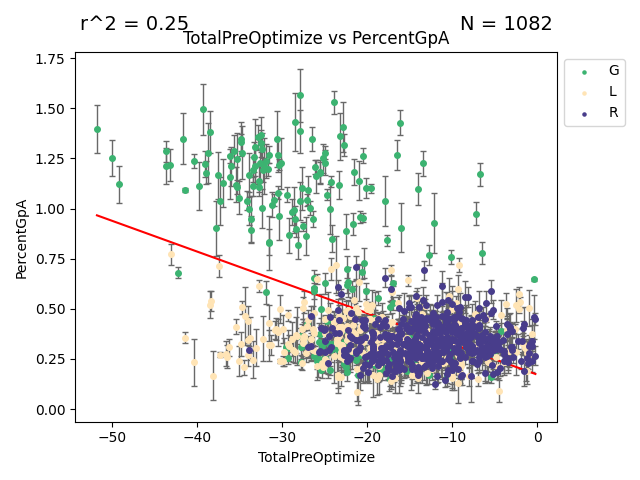 r^2 = 0.25
N = 1082
TotalPreOptimize vs PercentGpA
1.75
1.50
1.25
1.00
0.75
0.50
0.25
0.00
PercentGpA
−50
−40
−30
−20
−10
0
TotalPreOptimize
G
L
R